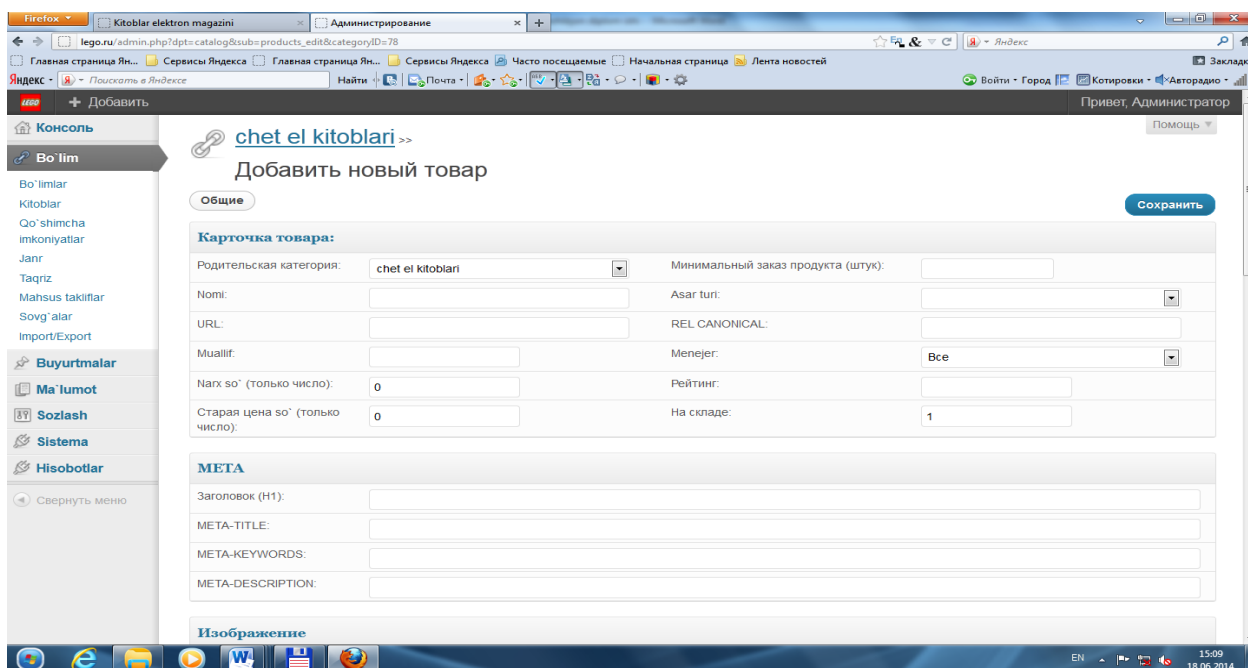 Firefox
Kitoblar elektron magazini
Администрирование
lego.ru/admin.php?dpt=catalog&sub=products_edit&categoryID=78
Яндекс
Главная страница Ян... Сервисы Яндекса Главная страница Ян... Сервисы Яндекса Часто посещаемые Начальная страница Лента новостей Заклад
Яндекс Поискать в Яндексе Найти Почта Войти Город Котировки Авторадио
LEGO + Добавить Привет, Администратор
Помощь
Консоль
Bo`lim
Bo`limlar
Kitoblar
Qo`shimcha
imkoniyatlar
Janr
Taqriz
Mahsus takliflar
Sovg`alar
Import/Export
Buyurtmalar
Ma`lumot
Sozlash
Sistema
Hisobotlar
Свернуть меню
chet el kitoblari >>
Добавить новый товар
Общие
Сохранить
Карточка товара:
Родительская категория: chet el kitoblari Минимальный заказ продукта (штук):
Nomi: Asar turi:
URL: REL CANONICAL:
Muallif: Menejer: Все
Narx so` (только число): 0 Рейтинг:
Старая цена so` (только
число): 0 На складе: 1
META
Заголовок (H1):
META-TITLE:
META-KEYWORDS:
META-DESCRIPTION:
Изображение
EN 15:09
18.06.2014